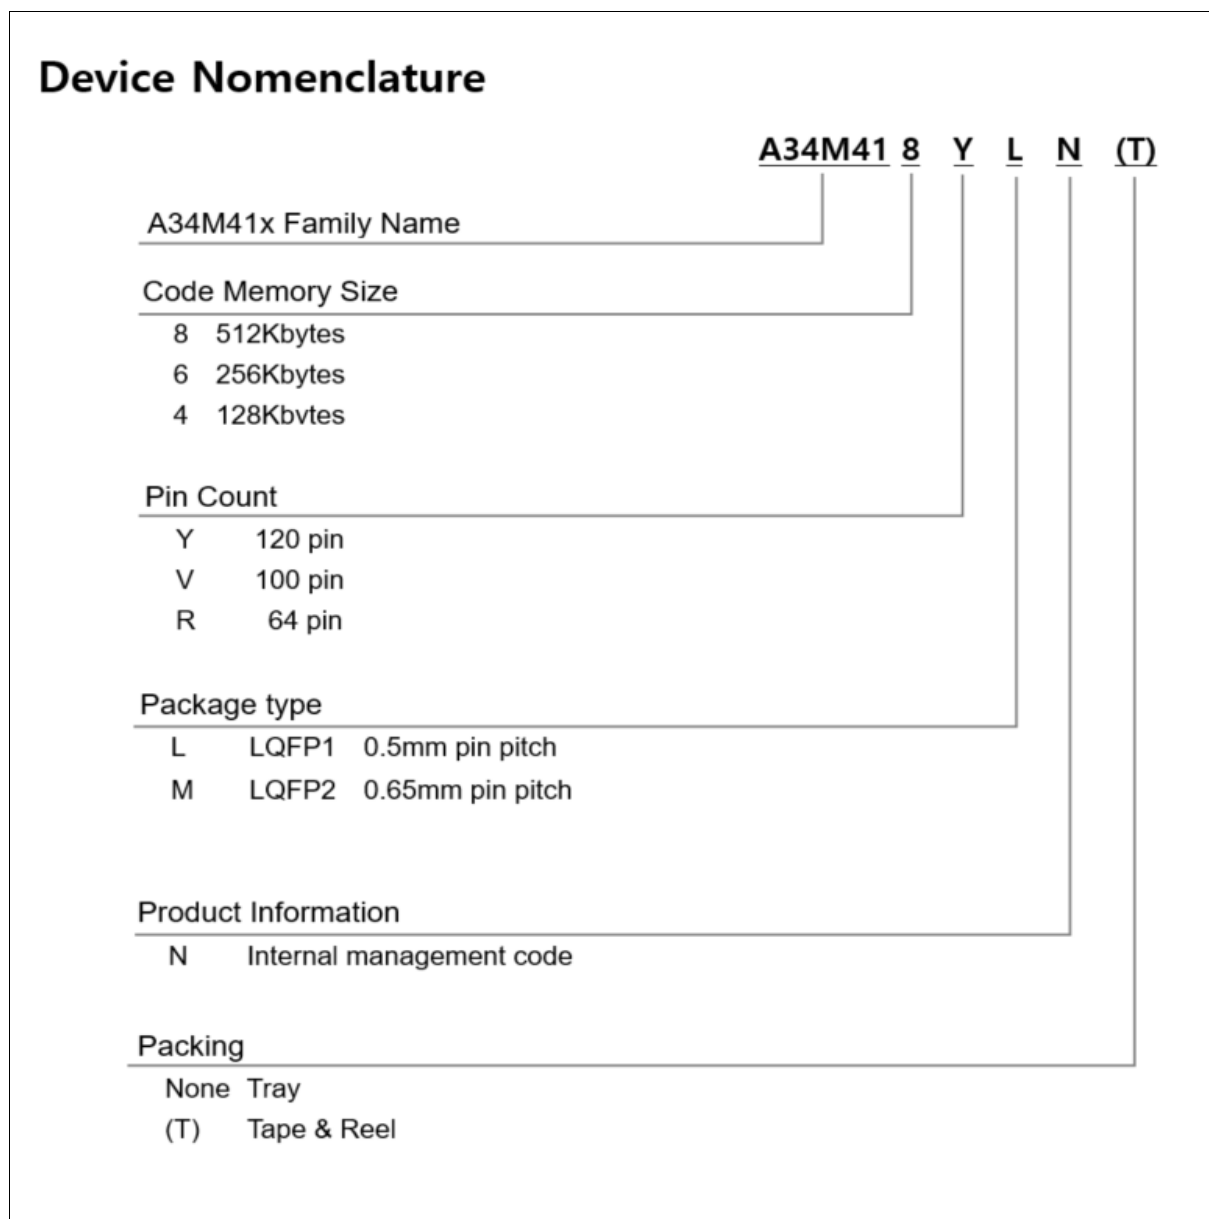 Device Nomenclature
A34M41 8 Y L N (T)
A34M41x Family Name
Code Memory Size
8 512Kbytes
6 256Kbytes
4 128Kbytes
Pin Count
Y 120 pin
V 100 pin
R 64 pin
Package type
L LQFP1 0.5mm pin pitch
M LQFP2 0.65mm pin pitch
Product Information
N Internal management code
Packing
None Tray
(T) Tape & Reel